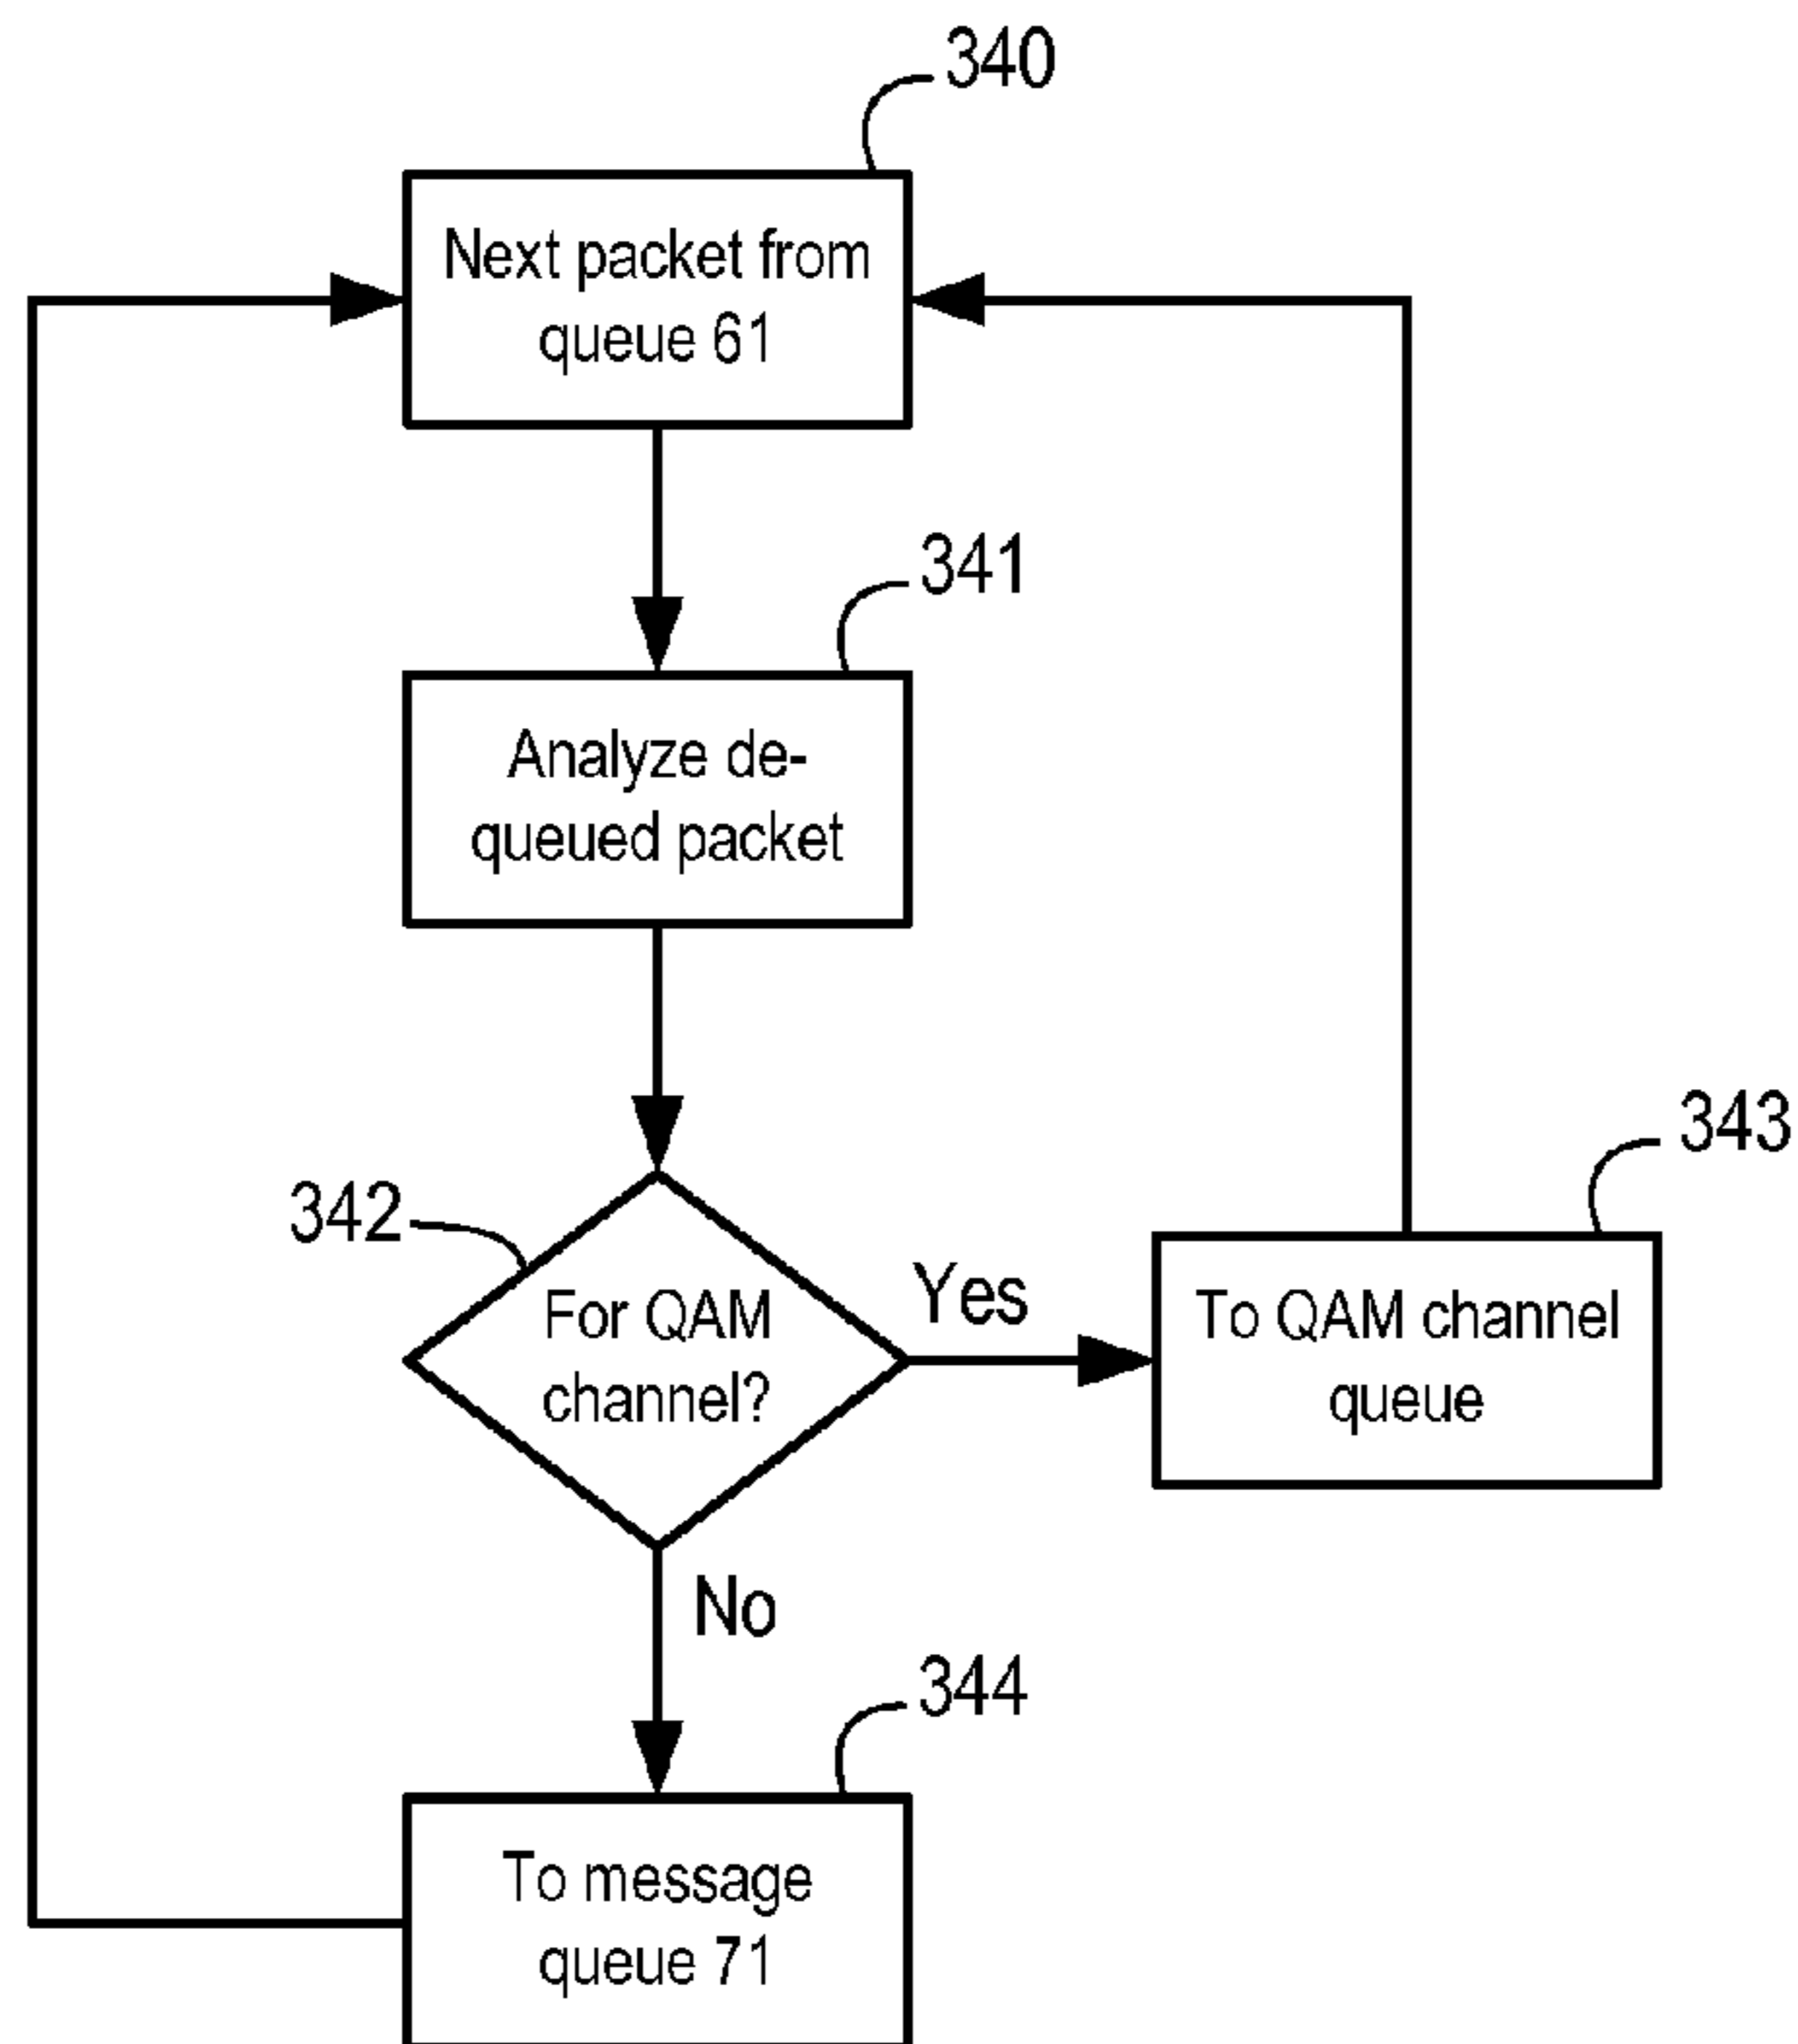 340
Next packet from
queue 61
341
Analyze de-
queued packet
342
For QAM
channel?
Yes
343
To QAM channel
queue
No
344
To message
queue 71